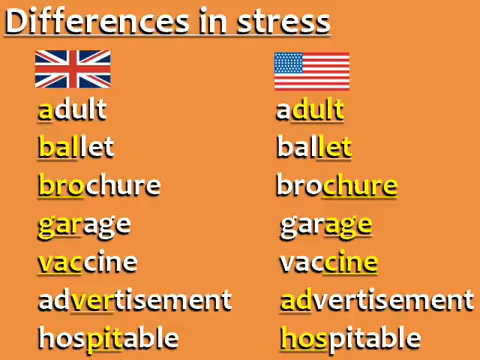 Differences in stress
adult adult
ballet ballet
brochure brochure
garage garage
vaccine vaccine
advertisement advertisement
hospitable hospitable